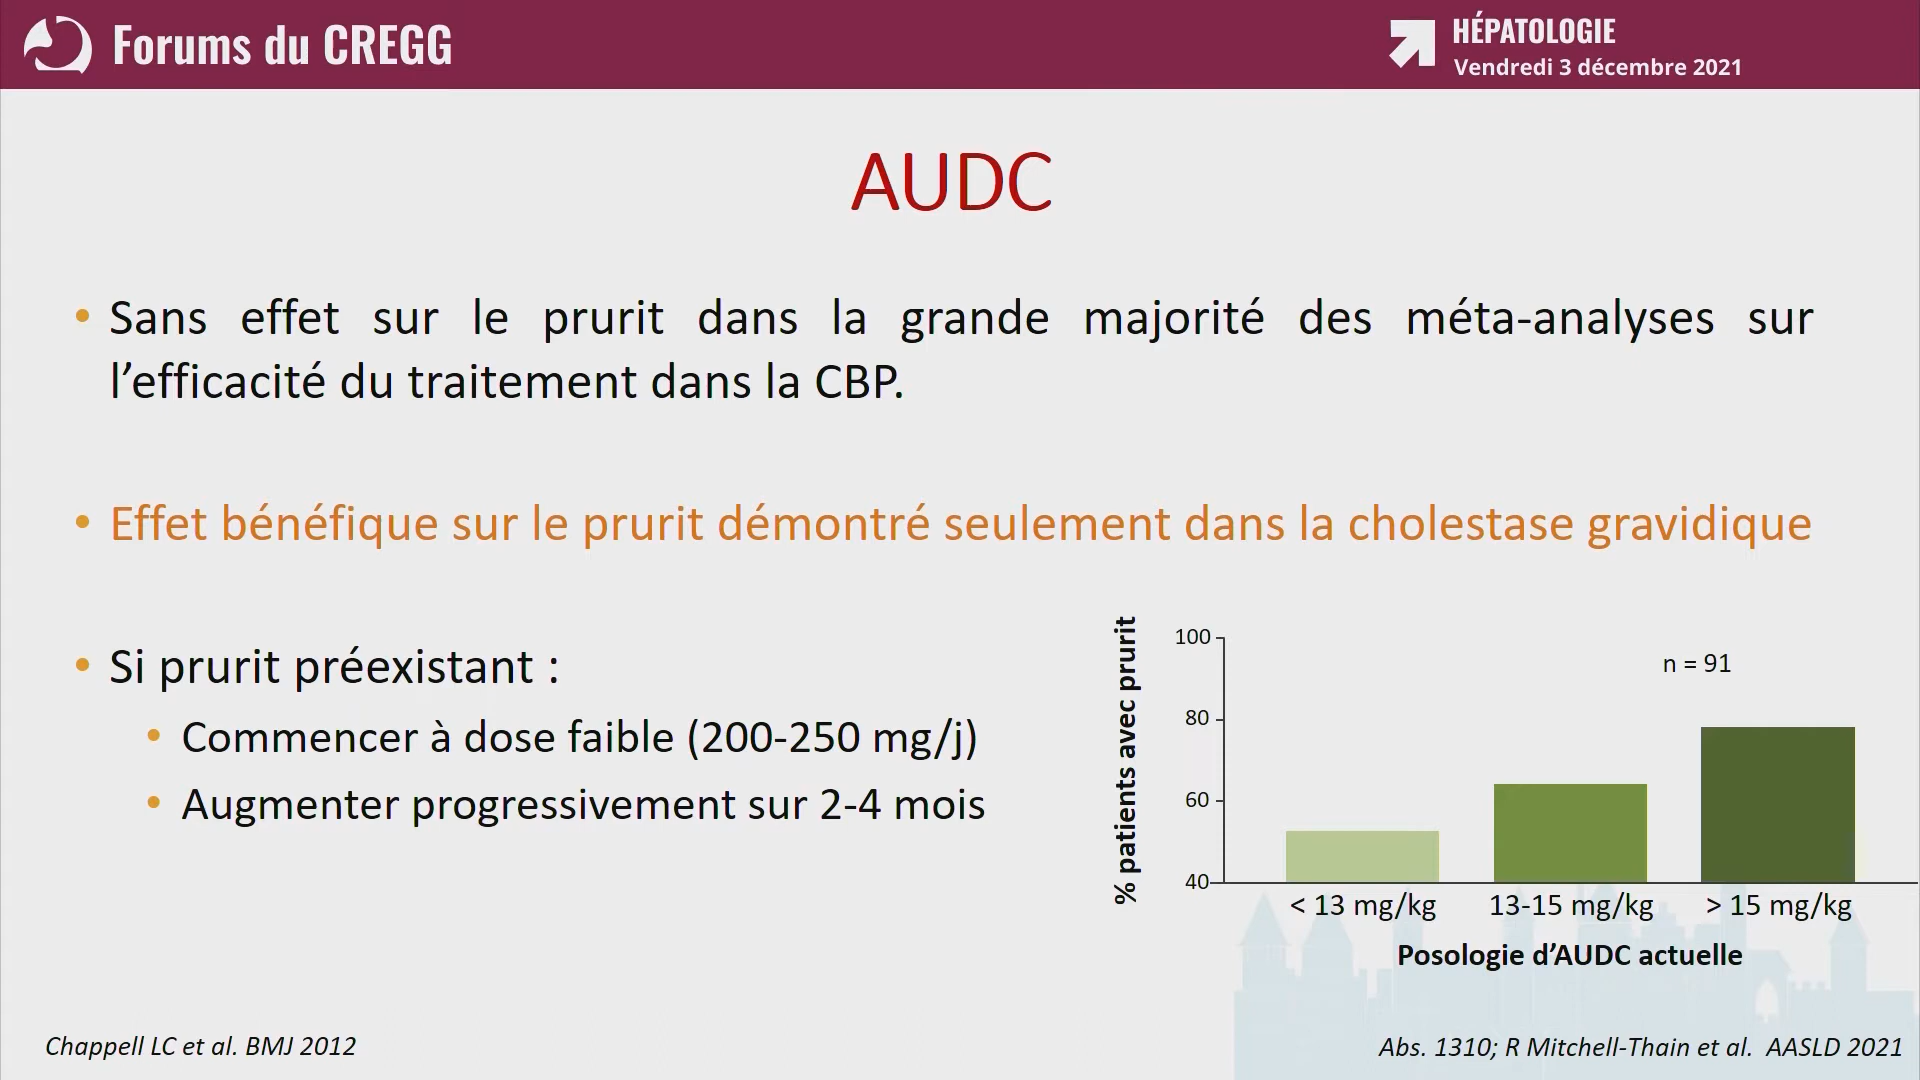 Forums du CREGG
HÉPATOLOGIE
Vendredi 3 décembre 2021
AUDC
• Sans effet sur le prurit dans la grande majorité des méta-analyses sur
l’efficacité du traitement dans la CBP.
• Effet bénéfique sur le prurit démontré seulement dans la cholestase gravidique
• Si prurit préexistant :
• Commencer à dose faible (200-250 mg/j)
• Augmenter progressivement sur 2-4 mois
% patients avec prurit
100
n = 91
80
60
40
< 13 mg/kg 13-15 mg/kg > 15 mg/kg
Posologie d’AUDC actuelle
Chappell LC et al. BMJ 2012
Abs. 1310; R Mitchell-Thain et al. AASLD 2021